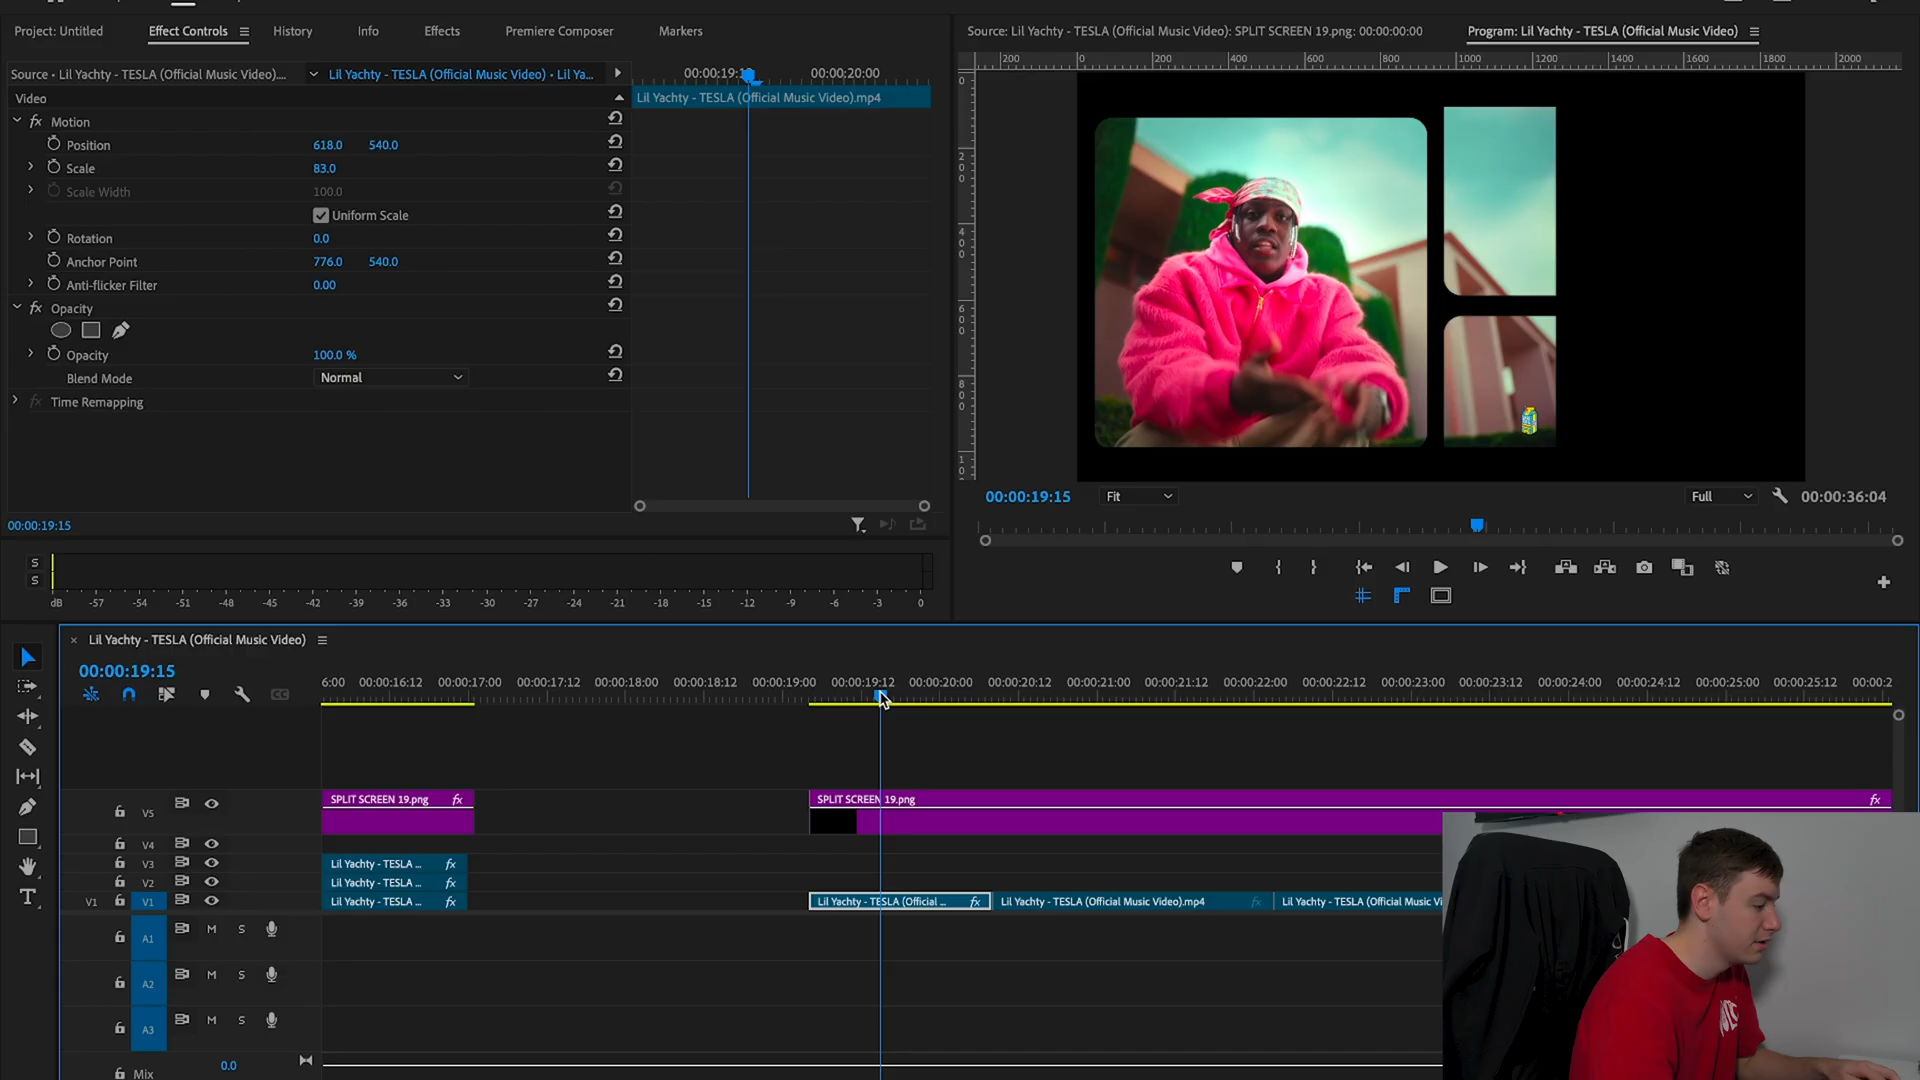 Project: Untitled
Effect Controls
History
Info
Effects
Premiere Composer
Markers
Source: Lil Yachty - TESLA (Official Music Video): SPLIT SCREEN 19.png: 00:00:00:00
Program: Lil Yachty - TESLA (Official Music Video)
Source • Lil Yachty - TESLA (Official Music Video)....
Lil Yachty - TESLA (Official Music Video) • Lil Ya...
00:00:19:1
00:00:20:00
Video
Lil Yachty - TESLA (Official Music Video).mp4
fx Motion
Position 618.0 540.0
Scale 83.0
Scale Width 100.0
Uniform Scale
Rotation 0.0
Anchor Point 776.0 540.0
Anti-flicker Filter 0.00
fx Opacity
Opacity 100.0 %
Blend Mode Normal
fx Time Remapping
00:00:19:15
200 0 200 400 600 800 1000 1200 1400 1600 1800 2000
0
200
400
600
800
10
00:00:19:15
Fit
Full
00:00:36:04
S
S
dB -57 -54 -51 -48 -45 -42 -39 -36 -33 -30 -27 -24 -21 -18 -15 -12 -9 -6 -3 0
× Lil Yachty - TESLA (Official Music Video)
00:00:19:15
CC
6:00 00:00:16:12 00:00:17:00 00:00:17:12 00:00:18:00 00:00:18:12 00:00:19:00 00:00:19:12 00:00:20:00 00:00:20:12 00:00:21:00 00:00:21:12 00:00:22:00 00:00:22:12 00:00:23:00 00:00:23:12 00:00:24:00 00:00:24:12 00:00:25:00 00:00:25:12 00:00:2
V5
SPLIT SCREEN 19.png fx
SPLIT SCREEN 19.png fx
V4
V3
Lil Yachty - TESLA ... fx
V2
Lil Yachty - TESLA ... fx
V1 V1
Lil Yachty - TESLA ... fx
Lil Yachty - TESLA (Official ... fx
Lil Yachty - TESLA (Official Music Video).mp4 fx
Lil Yachty - TESLA (Official Music Vi
A1 M S
A2 M S
A3 M S
Mix 0.0
T